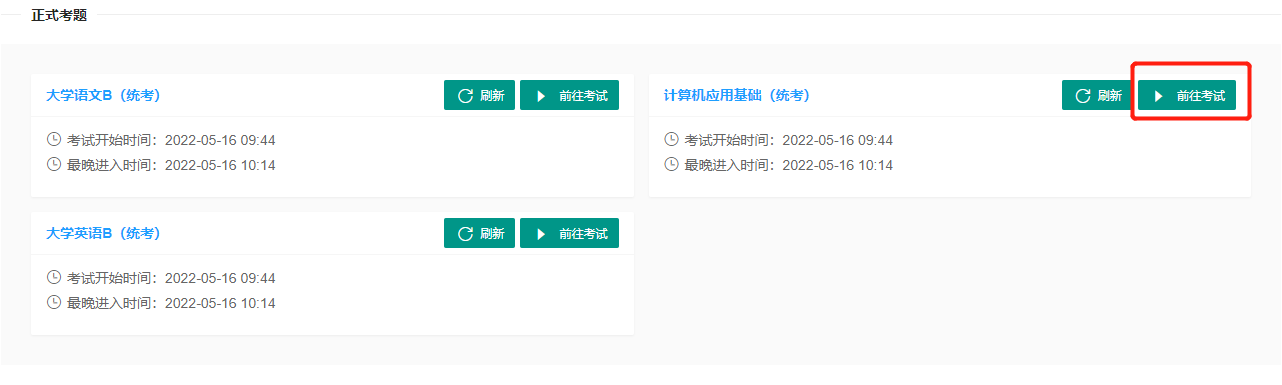 正式考题
大学语文B（统考）
刷新
前往考试
考试开始时间：2022-05-16 09:44
最晚进入时间：2022-05-16 10:14
计算机应用基础（统考）
刷新
前往考试
考试开始时间：2022-05-16 09:44
最晚进入时间：2022-05-16 10:14
大学英语B（统考）
刷新
前往考试
考试开始时间：2022-05-16 09:44
最晚进入时间：2022-05-16 10:14